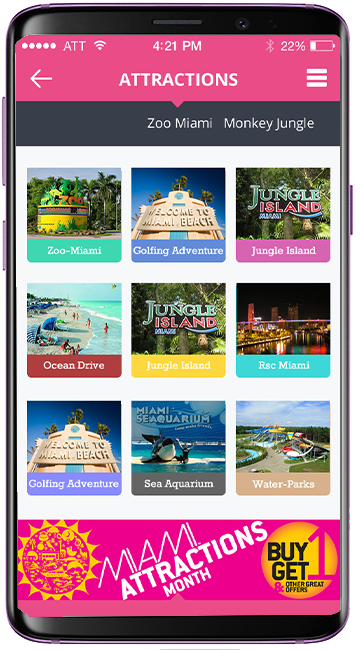 ATT 4:21 PM 22%
ATTRACTIONS
Zoo Miami Monkey Jungle
ZOO
Zoo-Miami
WELCOME TO
MIAMI BEACH
Golfing Adventure
JUNGLE
ISLAND
MIAMI
Jungle Island
Ocean Drive
JUNGLE
ISLAND
MIAMI
Jungle Island
Rsc Miami
WELCOME TO
MIAMI BEACH
Golfing Adventure
MIAMI
SEAQUARIUM
Sea Aquarium
Water-Parks
MIAMI
ATTRACTIONS
MONTH
BUY 1
GET
& OTHER GREAT
OFFERS